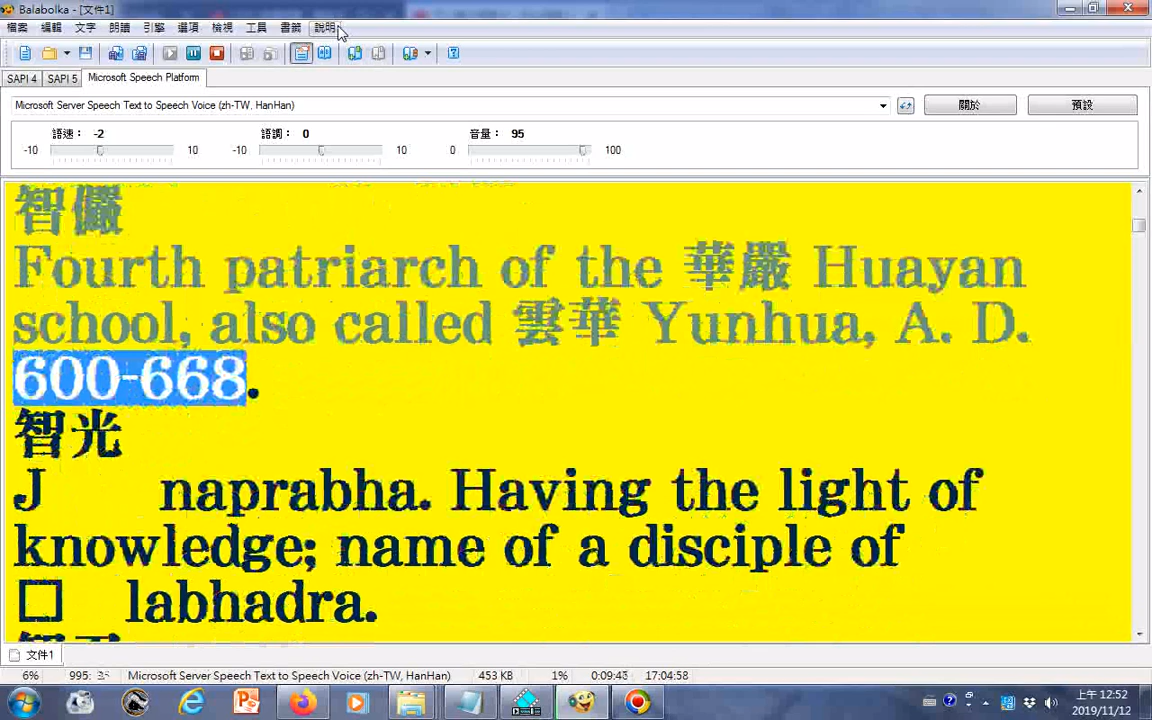 Balabolka - [文件1]
檔案 編輯 文字 朗讀 引擎 選項 檢視 工具 書籤 說明
SAPI 4 SAPI 5 Microsoft Speech Platform
Microsoft Server Speech Text to Speech Voice (zh-TW, HanHan) 關於 預設
語速： -2 語調： 0 音量： 95
-10 10 -10 10 0 100
智儼
Fourth patriarch of the 華嚴 Huayan
school, also called 雲華 Yunhua, A. D.
600-668.
智光
J naprabha. Having the light of
knowledge; name of a disciple of
□ labhadra.
文件1
6% 995: Microsoft Server Speech Text to Speech Voice (zh-TW, HanHan) 453 KB 1% 0:09:43 17:04:58
上午 12:52
2019/11/12